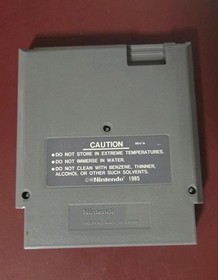 CAUTION
REV-A
●DO NOT STORE IN EXTREME TEMPERATURES.
●DO NOT IMMERSE IN WATER.
●DO NOT CLEAN WITH BENZENE, THINNER,
ALCOHOL OR OTHER SUCH SOLVENTS.
©®Nintendo® 1985
Nintendo